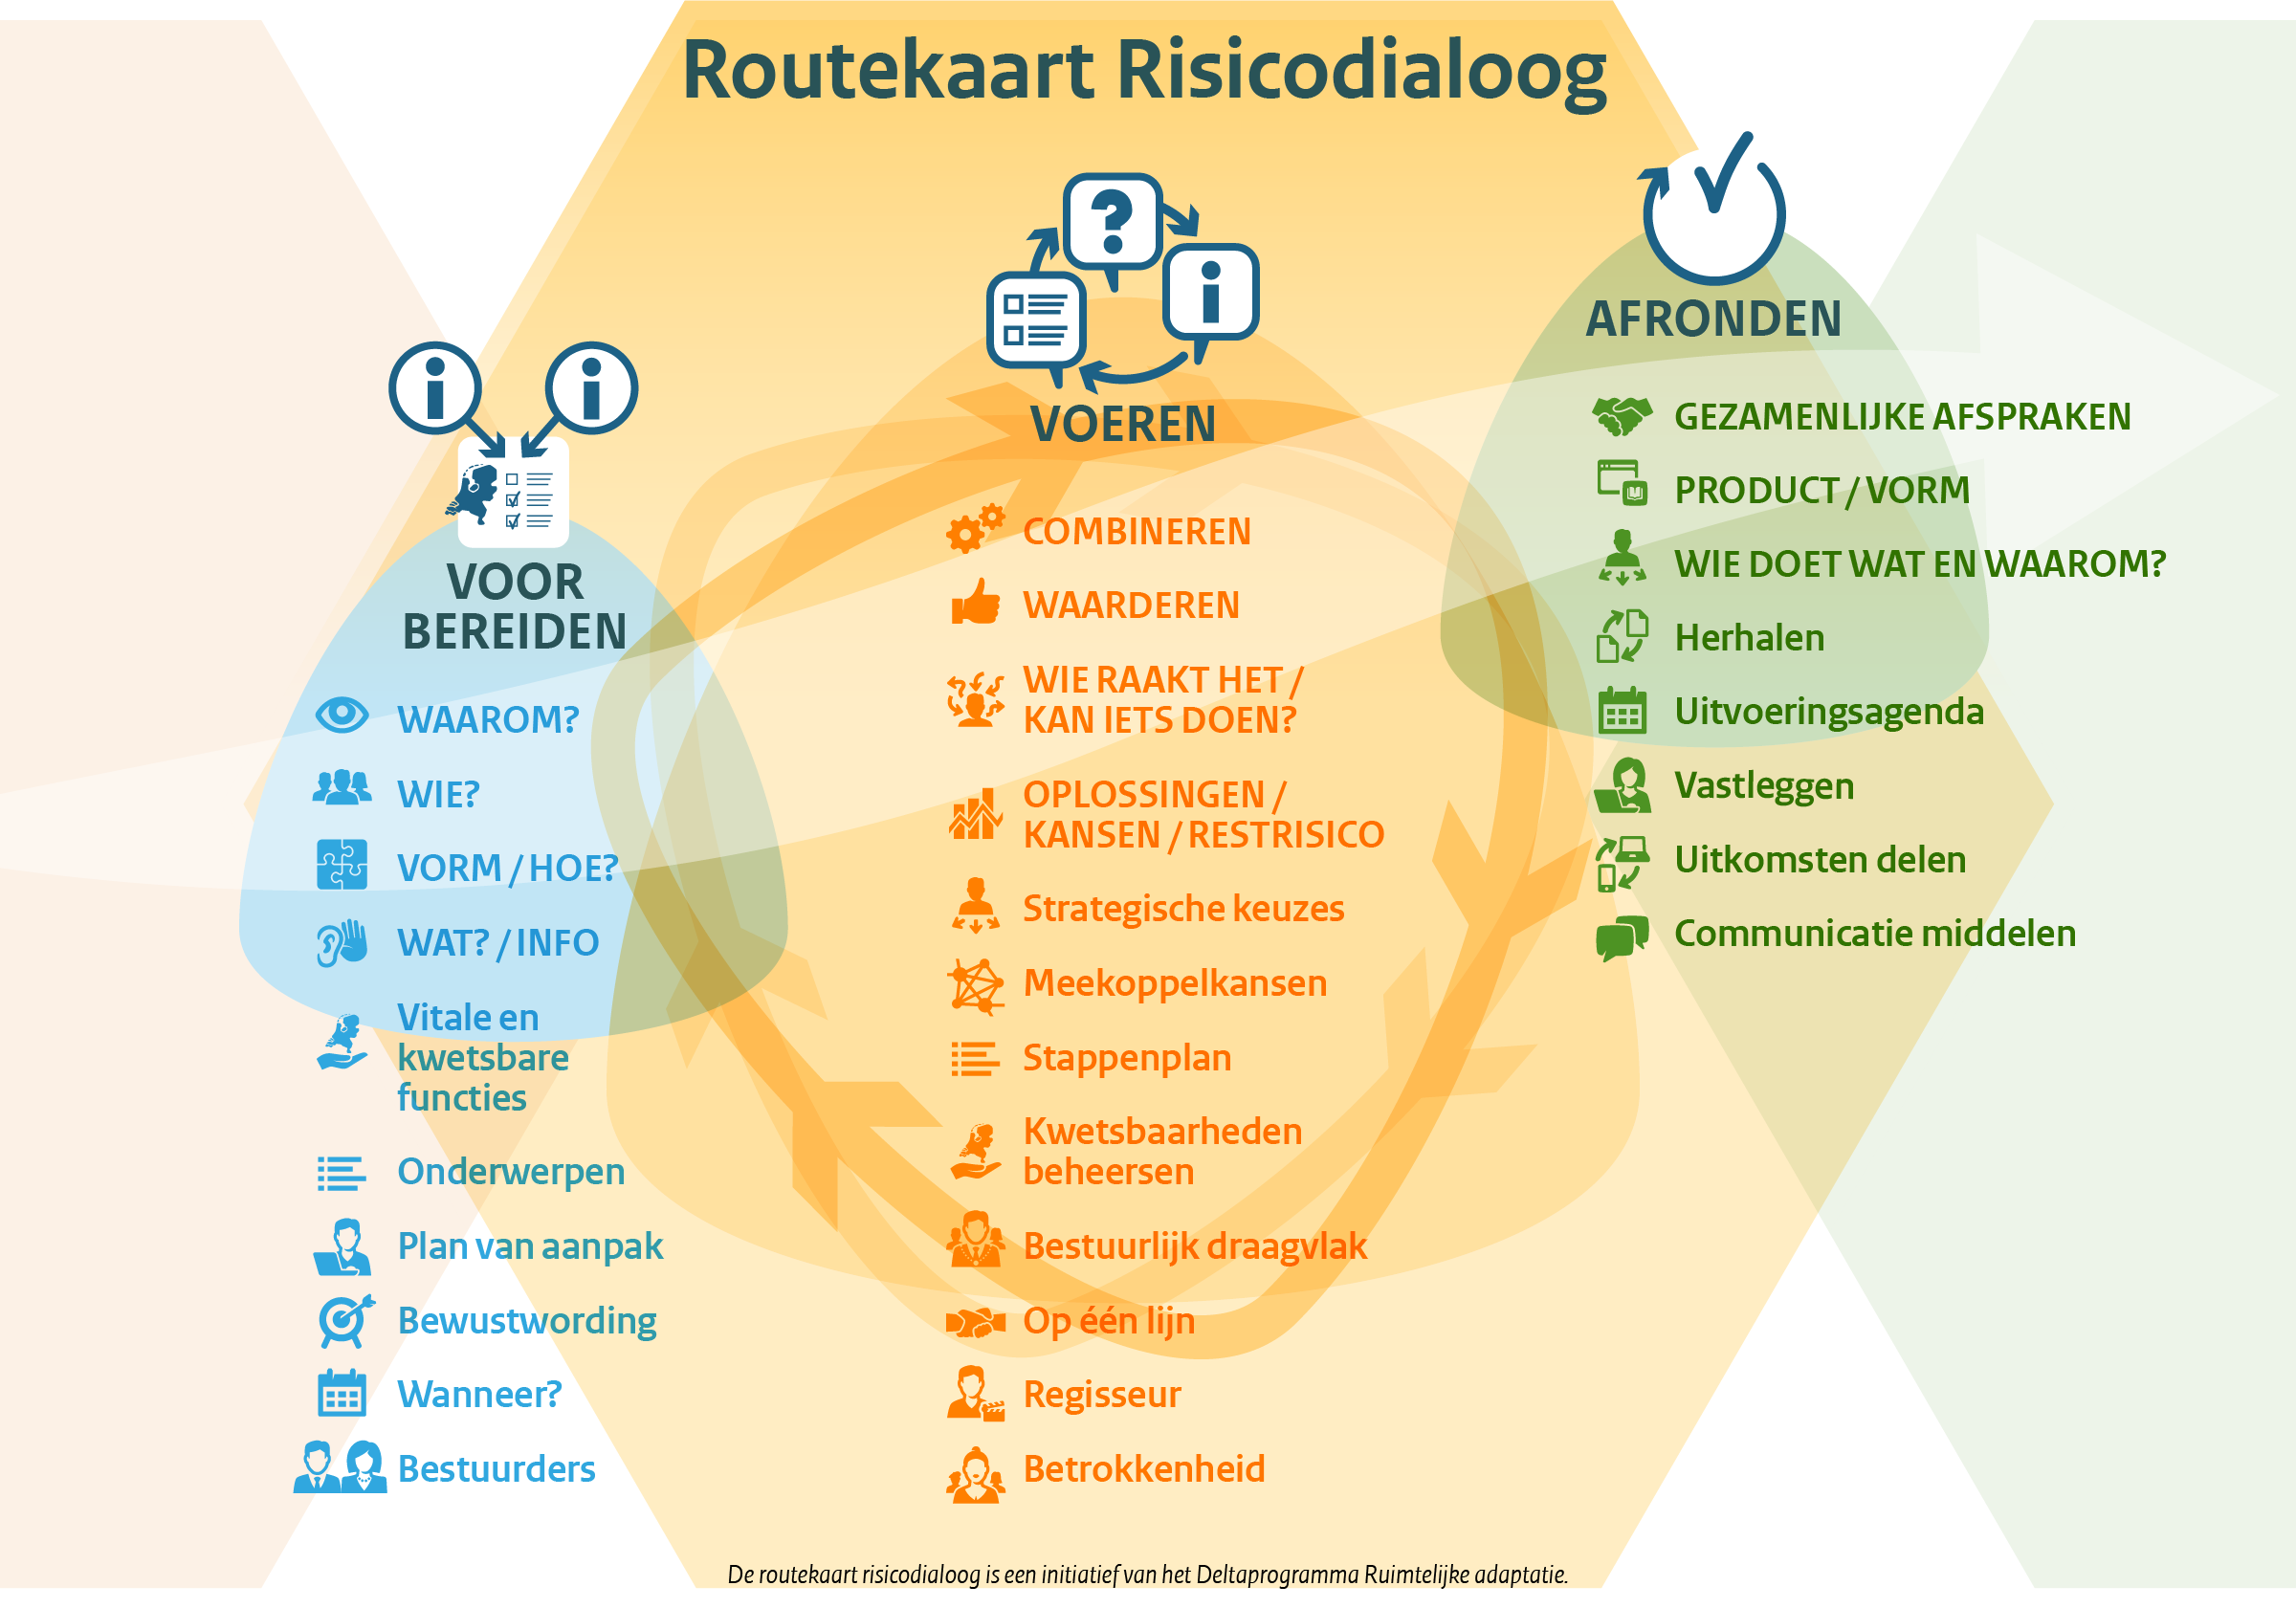 Routekaart Risicodialoog
VOOR
BEREIDEN
WAAROM?
WIE?
VORM / HOE?
WAT? / INFO
Vitale en
kwetsbare
functies
Onderwerpen
Plan van aanpak
Bewustwording
Wanneer?
Bestuurders
VOEREN
COMBINEREN
WAARDEREN
WIE RAAKT HET /
KAN IETS DOEN?
OPLOSSINGEN /
KANSEN / RESTRISICO
Strategische keuzes
Meekoppelkansen
Stappenplan
Kwetsbaarheden
beheersen
Bestuurlijk draagvlak
Op één lijn
Regisseur
Betrokkenheid
AFRONDEN
GEZAMENLIJKE AFSPRAKEN
PRODUCT / VORM
WIE DOET WAT EN WAAROM?
Herhalen
Uitvoeringsagenda
Vastleggen
Uitkomsten delen
Communicatie middelen
De routekaart risicodialoog is een initiatief van het Deltaprogramma Ruimtelijke adaptatie.